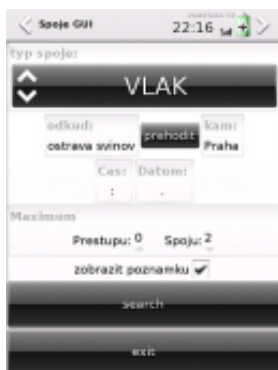 Spoje GUI 22:16
typ spoje:
VLAK
odkud: kam:
ostrava svinov prehodit Praha
Cas: Datum:
: .
Maximum
Prestupu: 0 Spoju: 2
zobrazit poznamku
search
exit